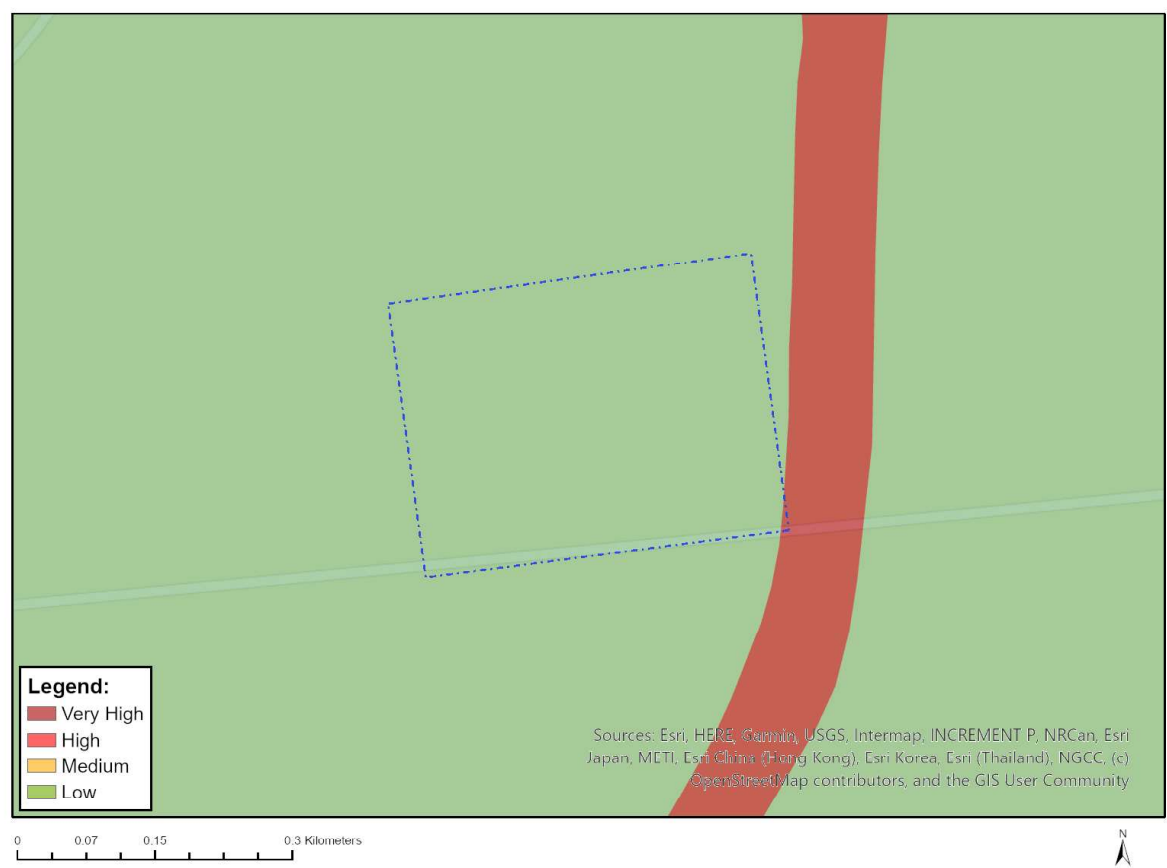 Legend:
Very High
High
Medium
Low
Sources: Esri, HERE, Garmin, USGS, Intermap, INCREMENT P, NRCan, Esri
Japan, METI, Esri China (Hong Kong), Esri Korea, Esri (Thailand), NGCC, (c)
OpenStreetMap contributors, and the GIS User Community
0 0.07 0.15 0.3 Kilometers
N